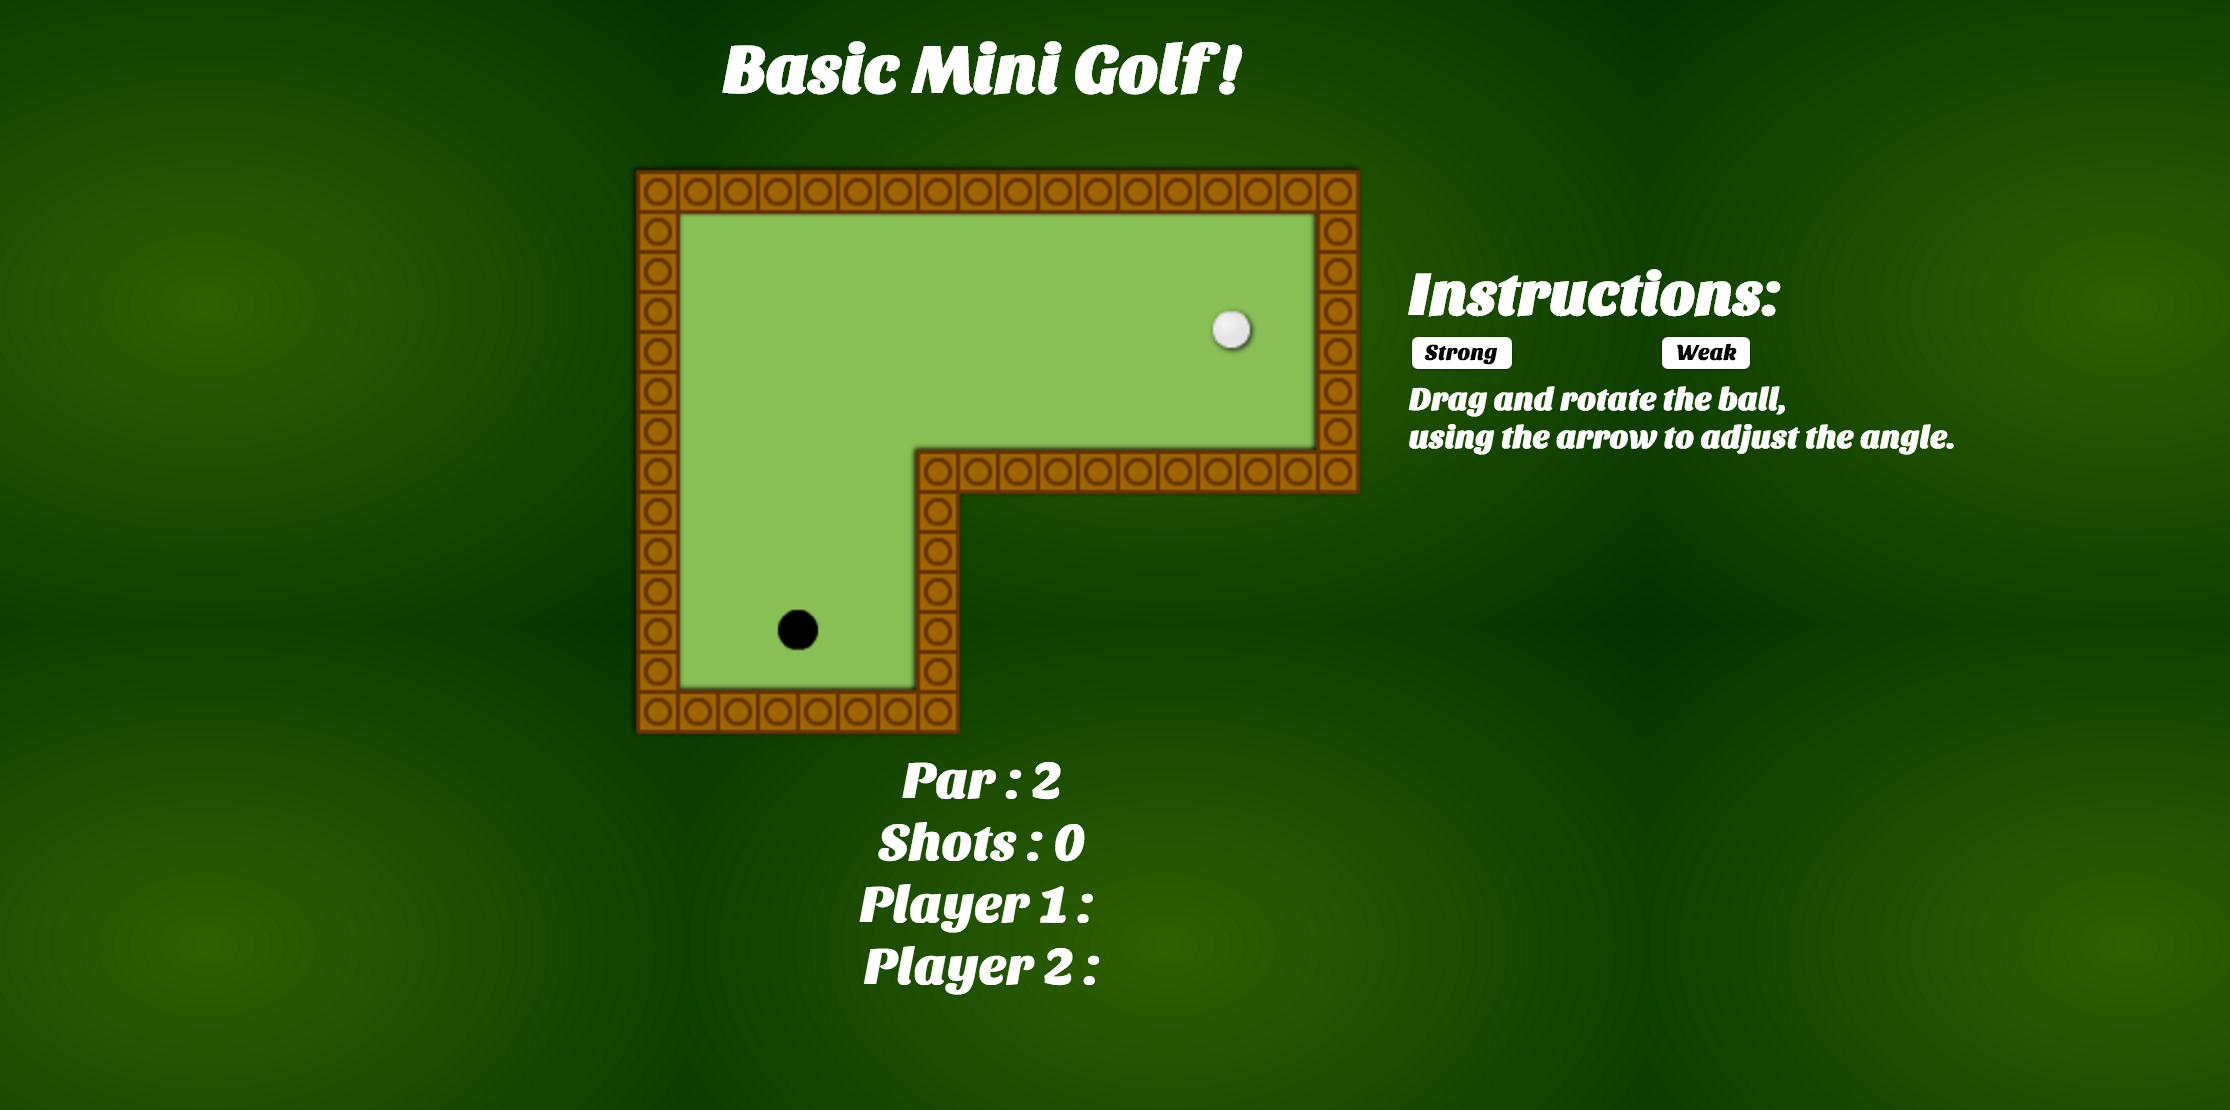 Basic Mini Golf!
Instructions:
Strong Weak
Drag and rotate the ball,
using the arrow to adjust the angle.
Par : 2
Shots : 0
Player 1 :
Player 2 :